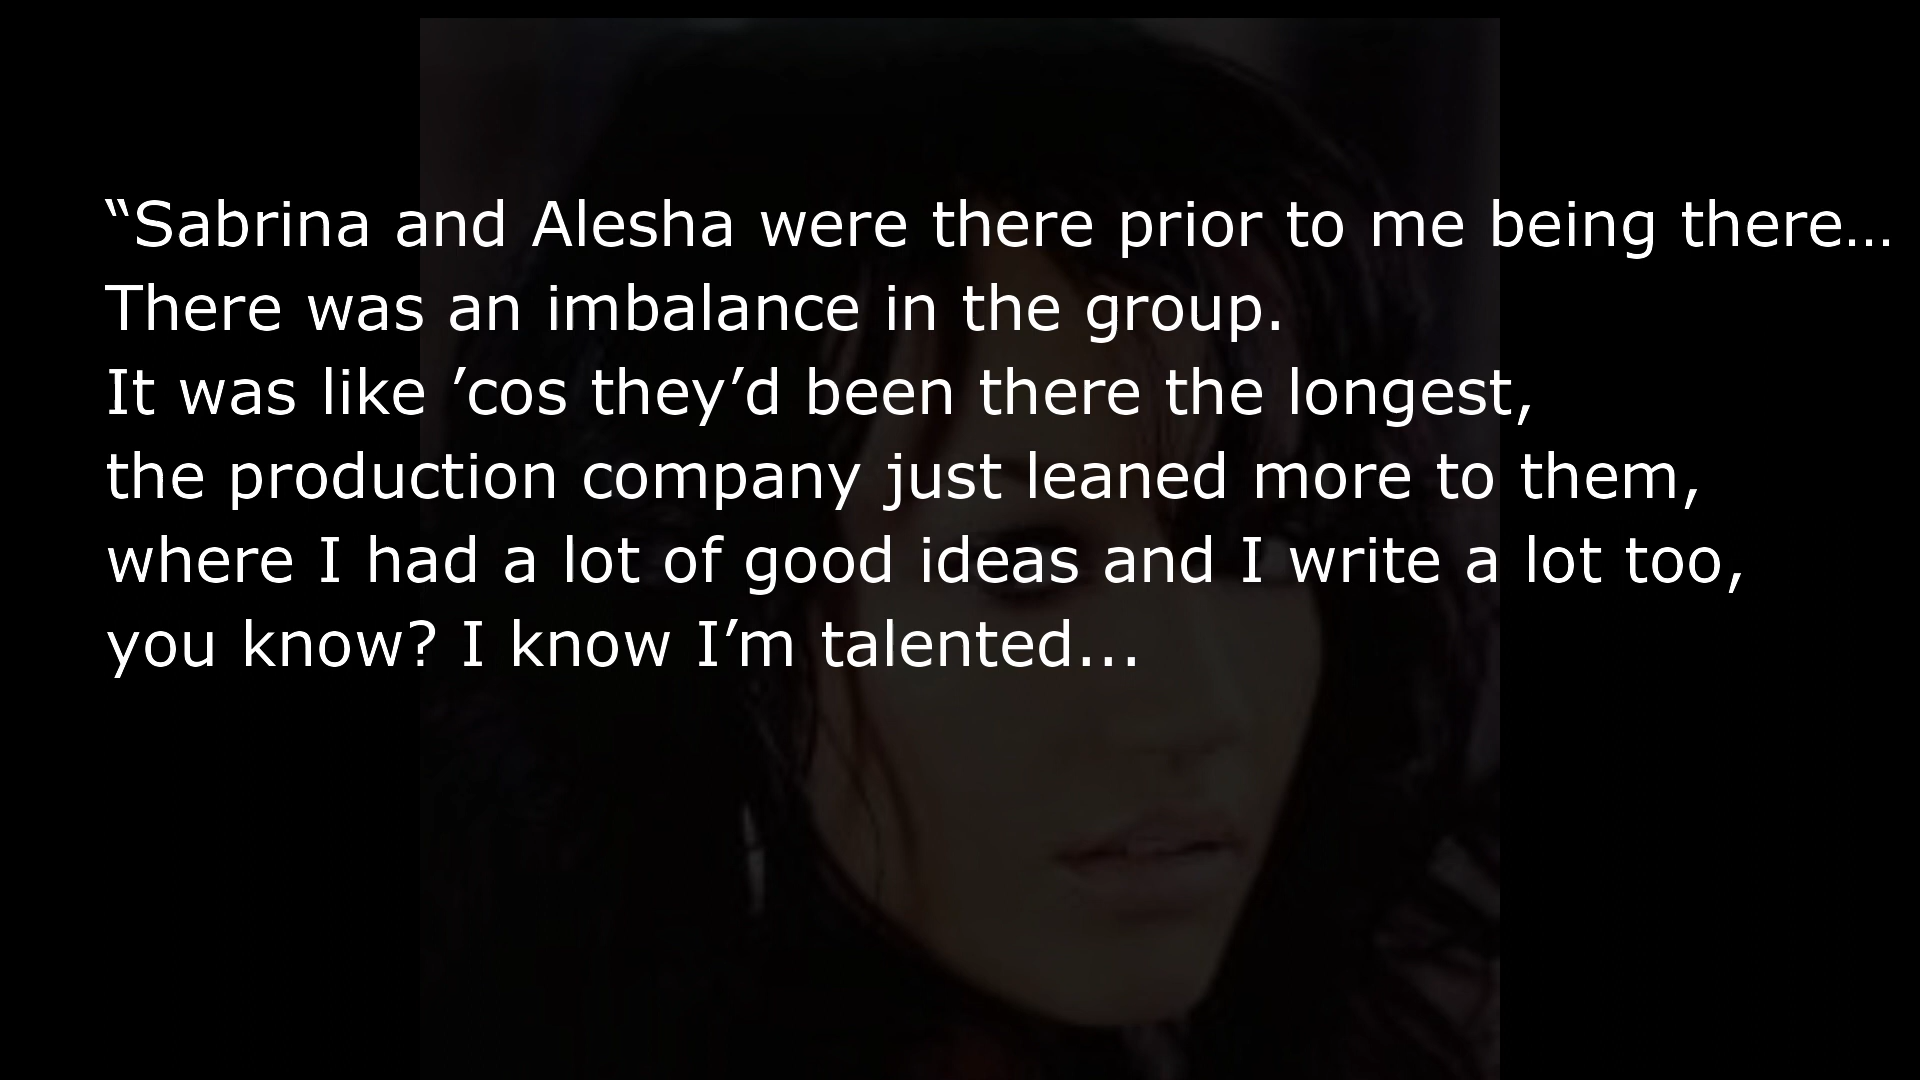 “Sabrina and Alesha were there prior to me being there…
There was an imbalance in the group.
It was like ’cos they’d been there the longest,
the production company just leaned more to them,
where I had a lot of good ideas and I write a lot too,
you know? I know I’m talented...